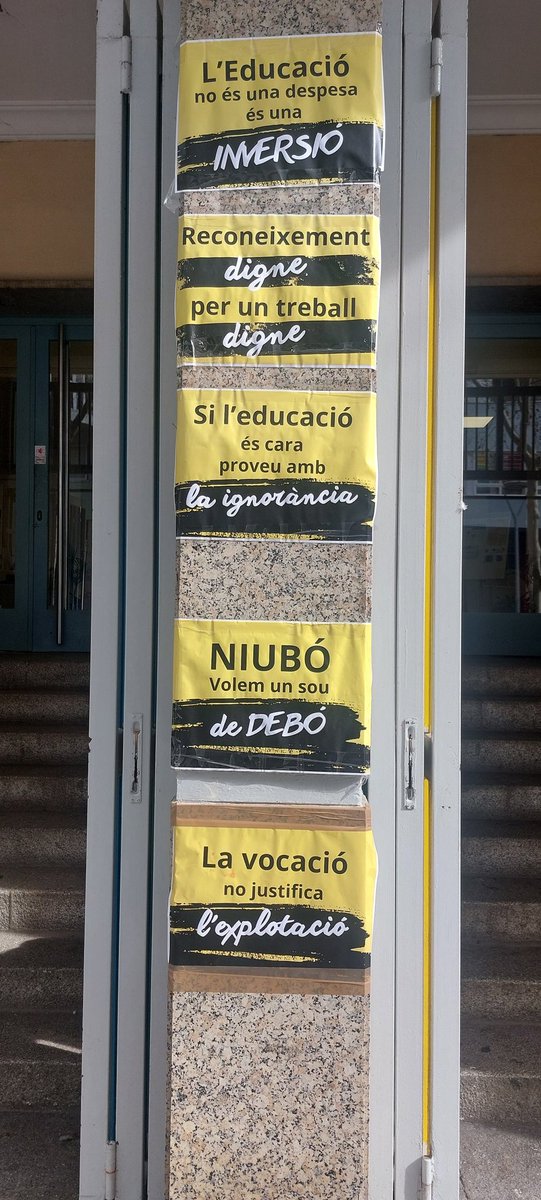 L'Educació
no és una despesa
és una
INVERSIÓ
Reconeixement
digne
per un treball
digne
Si l'educació
és cara
proveu amb
la ignorància
NIUBÓ
Volem un sou
de DEBÓ
La vocació
no justifica
l'explotació